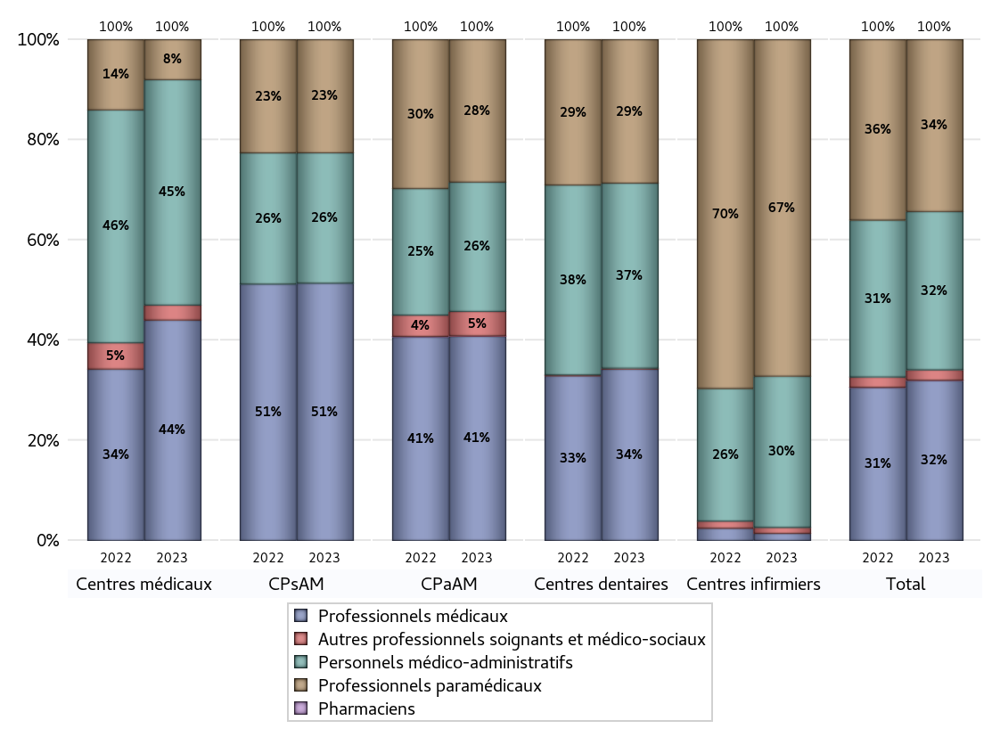 100% 100% 100% 100% 100% 100% 100% 100% 100% 100% 100% 100%
100%
8%
14% 23% 23% 30% 28% 29% 29% 36% 34%
80%
45% 70% 67%
46% 26% 26% 25% 26%
60%
38% 37% 31% 32%
40%
5% 4% 5%
51% 51%
34% 44% 41% 41% 33% 34% 26% 30% 31% 32%
20%
0%
2022 2023 2022 2023 2022 2023 2022 2023 2022 2023 2022 2023
Centres médicaux CPsAM CPaAM Centres dentaires Centres infirmiers Total
Professionnels médicaux
Autres professionnels soignants et médico-sociaux
Personnels médico-administratifs
Professionnels paramédicaux
Pharmaciens